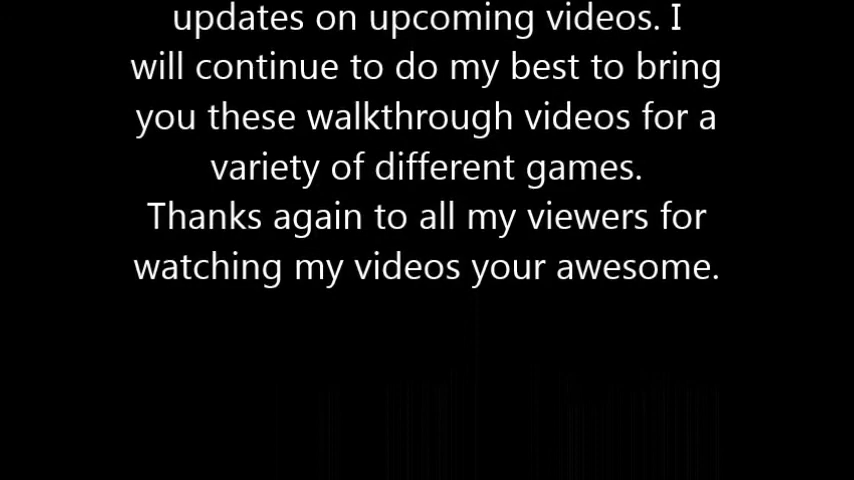 updates on upcoming videos. I
will continue to do my best to bring
you these walkthrough videos for a
variety of different games.
Thanks again to all my viewers for
watching my videos your awesome.